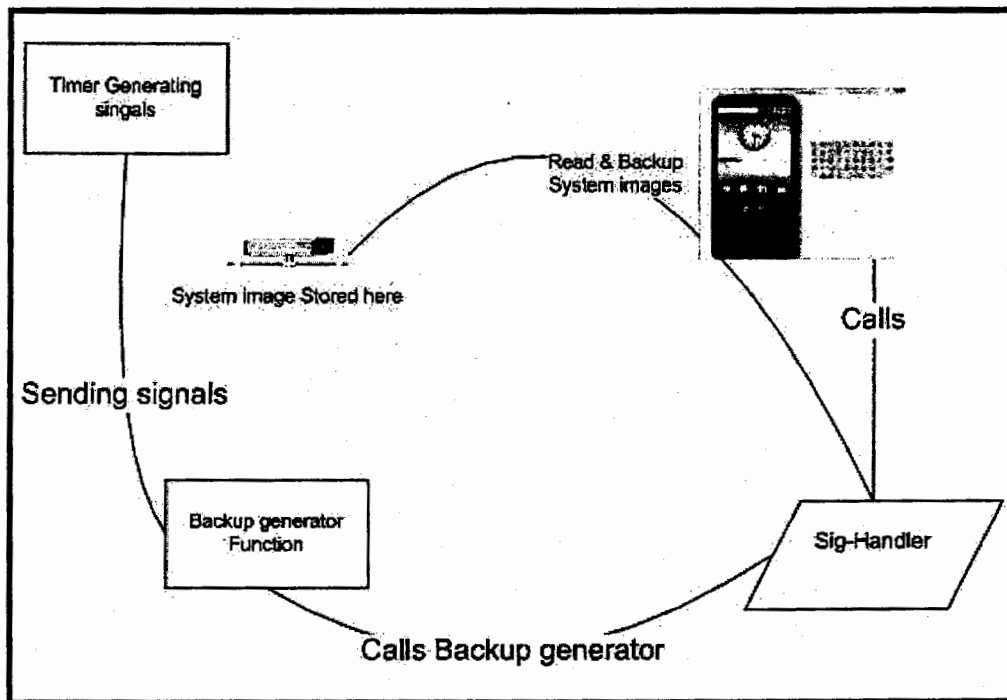 Timer Generating
singals
Read & Backup
System images
System Image Stored here
Calls
Sending signals
Backup generator
Function
Sig-Handler
Calls Backup generator